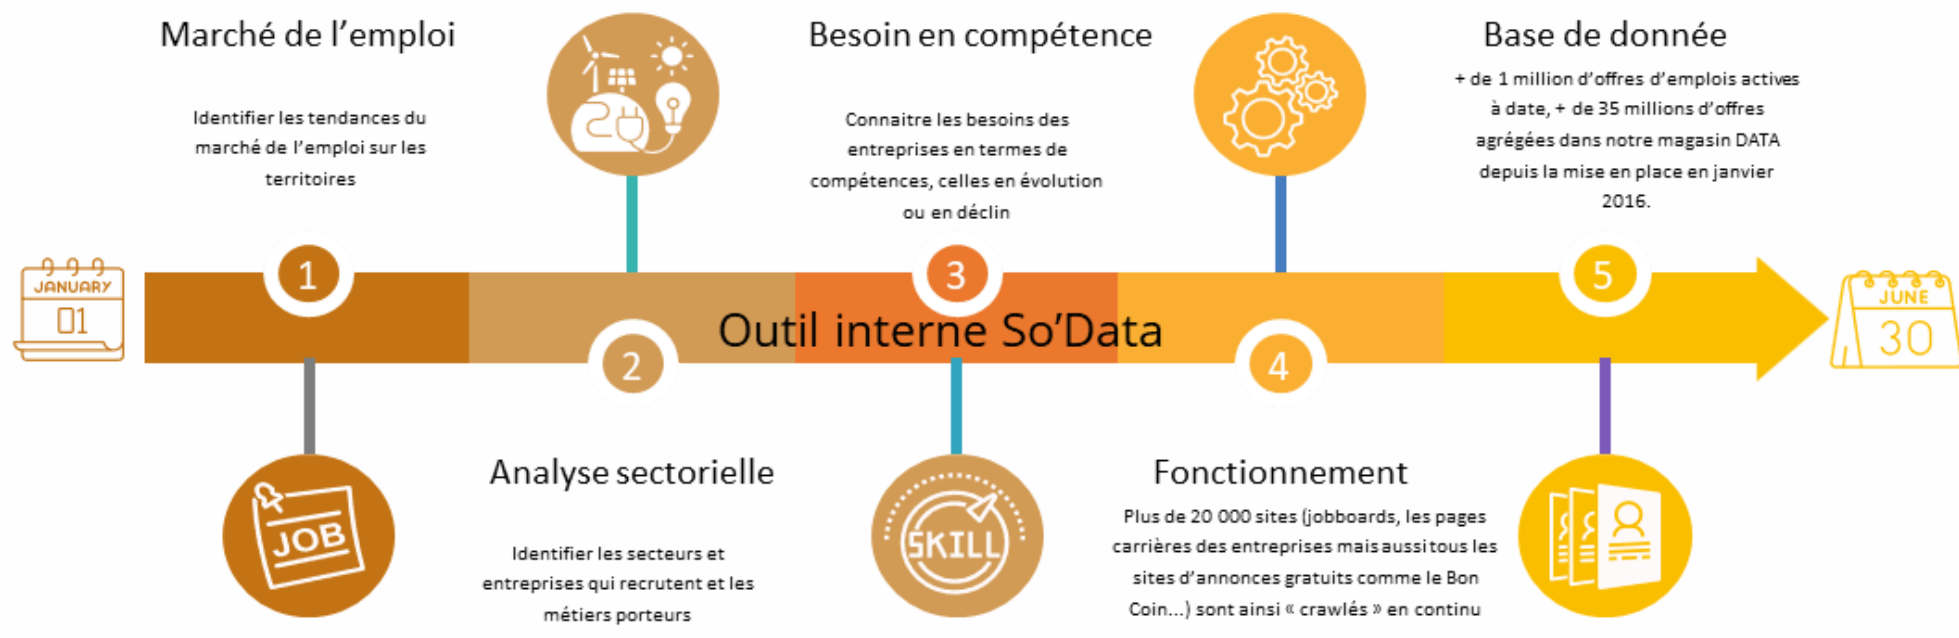 Marché de l'emploi
Identifier les tendances du
marché de l'emploi sur les
territoires
Besoin en compétence
Connaitre les besoins des
entreprises en termes de
compétences, celles en évolution
ou en déclin
Base de donnée
+ de 1 million d'offres d'emplois actives
à date, + de 35 millions d'offres
agrégées dans notre magasin DATA
depuis la mise en place en janvier
2016.
JANUARY
01
1
2
3
4
5
Outil interne So'Data
JUNE
30
JOB
Analyse sectorielle
Identifier les secteurs et
entreprises qui recrutent et les
métiers porteurs
SKILL
Fonctionnement
Plus de 20 000 sites (jobboards, les pages
carrières des entreprises mais aussi tous les
sites d'annonces gratuits comme le Bon
Coin...) sont ainsi « crawlés » en continu